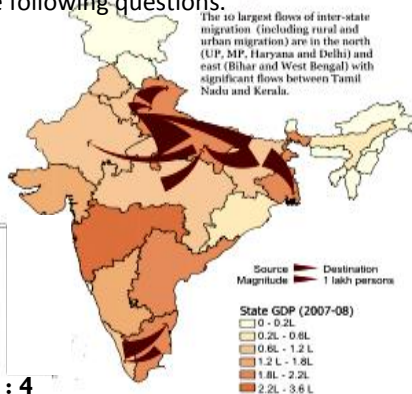 e following questions.
The 10 largest flows of inter-state
migration (including rural and
urban migration) are in the north
(UP, MP, Haryana and Delhi) and
east (Bihar and West Bengal) with
significant flows between Tamil
Nadu and Kerala.
Source Destination
Magnitude 1 lakh persons
State GDP (2007-08)
0 - 0.2L
0.2L - 0.6L
0.6L - 1.2 L
1.2 L - 1.8L
1.8L - 2.2L
2.2L - 3.6 L
: 4